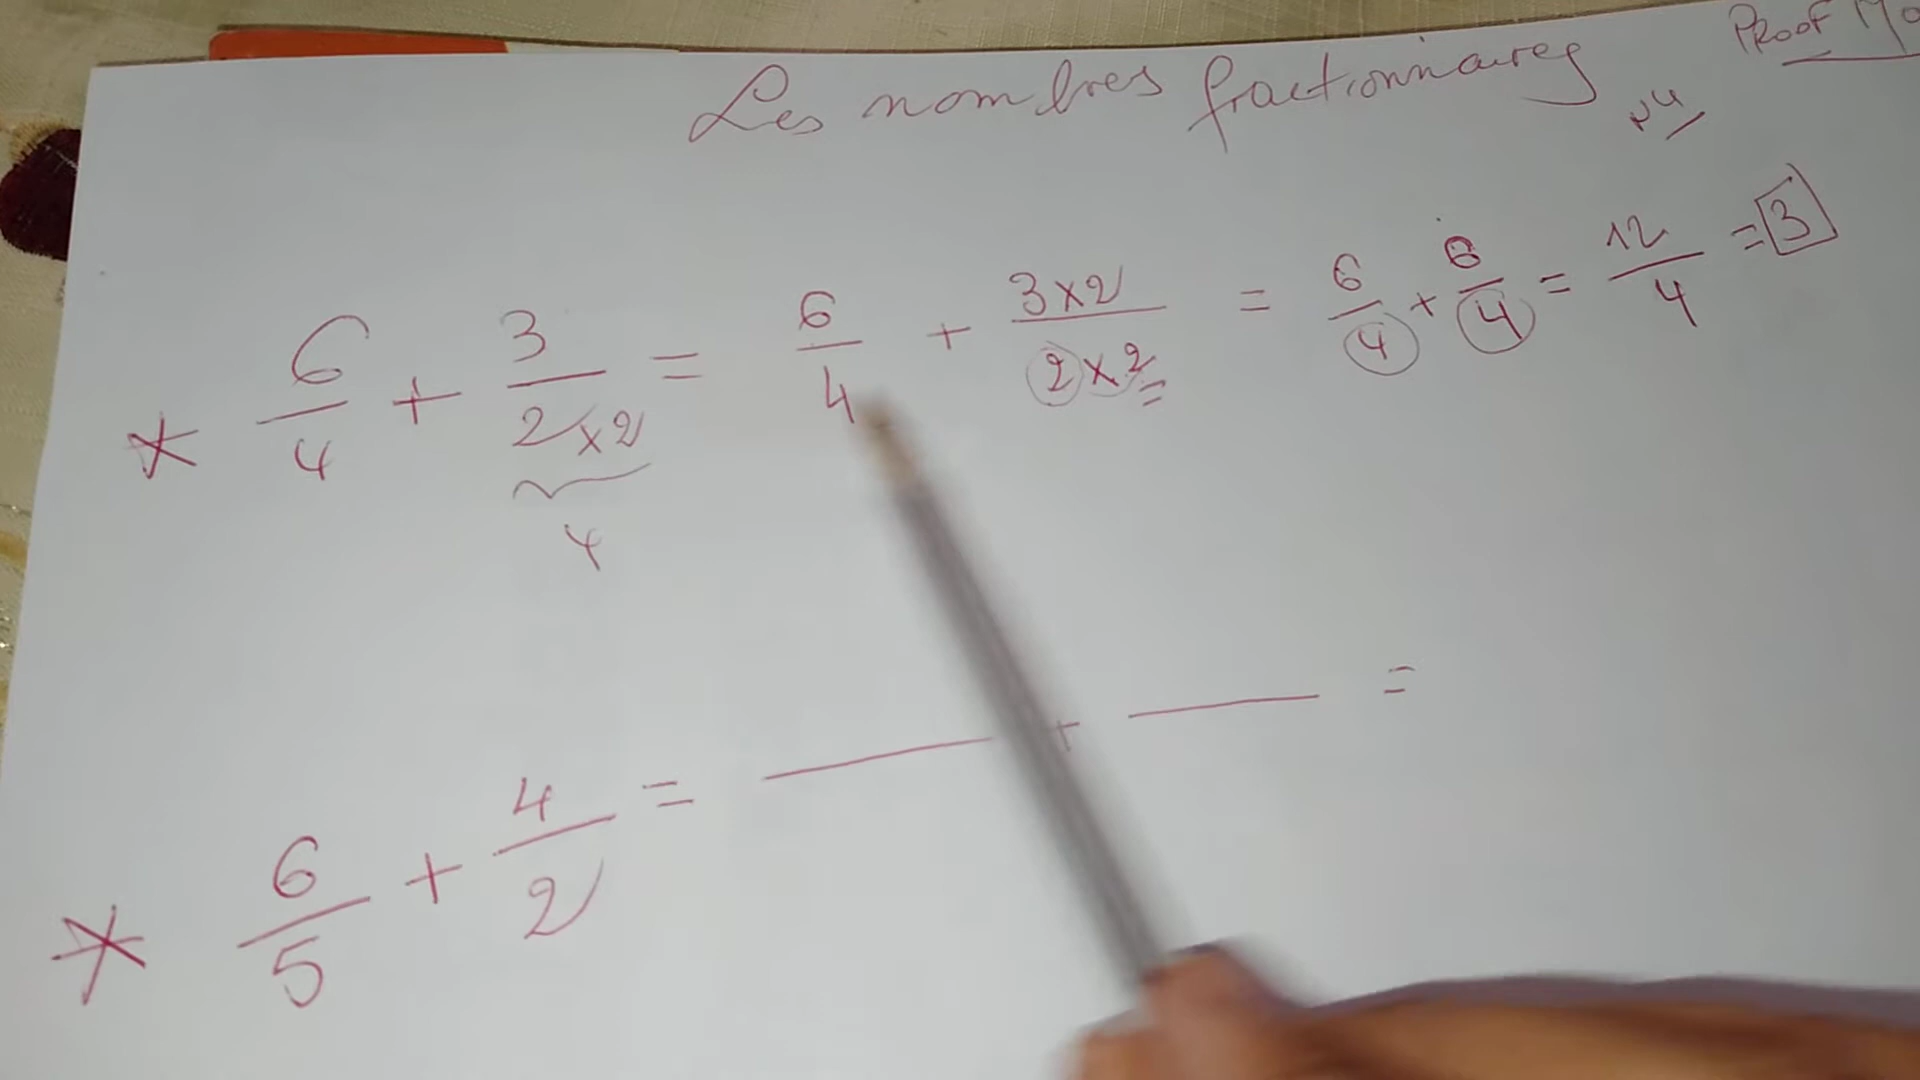 Les nombres fractionnaires
PROOF
* 6/4 + 3/2×2 = 6/4 + 3×2/2×2 = 6/4 + 6/4 = 12/4 = 3
4
* 6/5 + 4/2 = — + — =